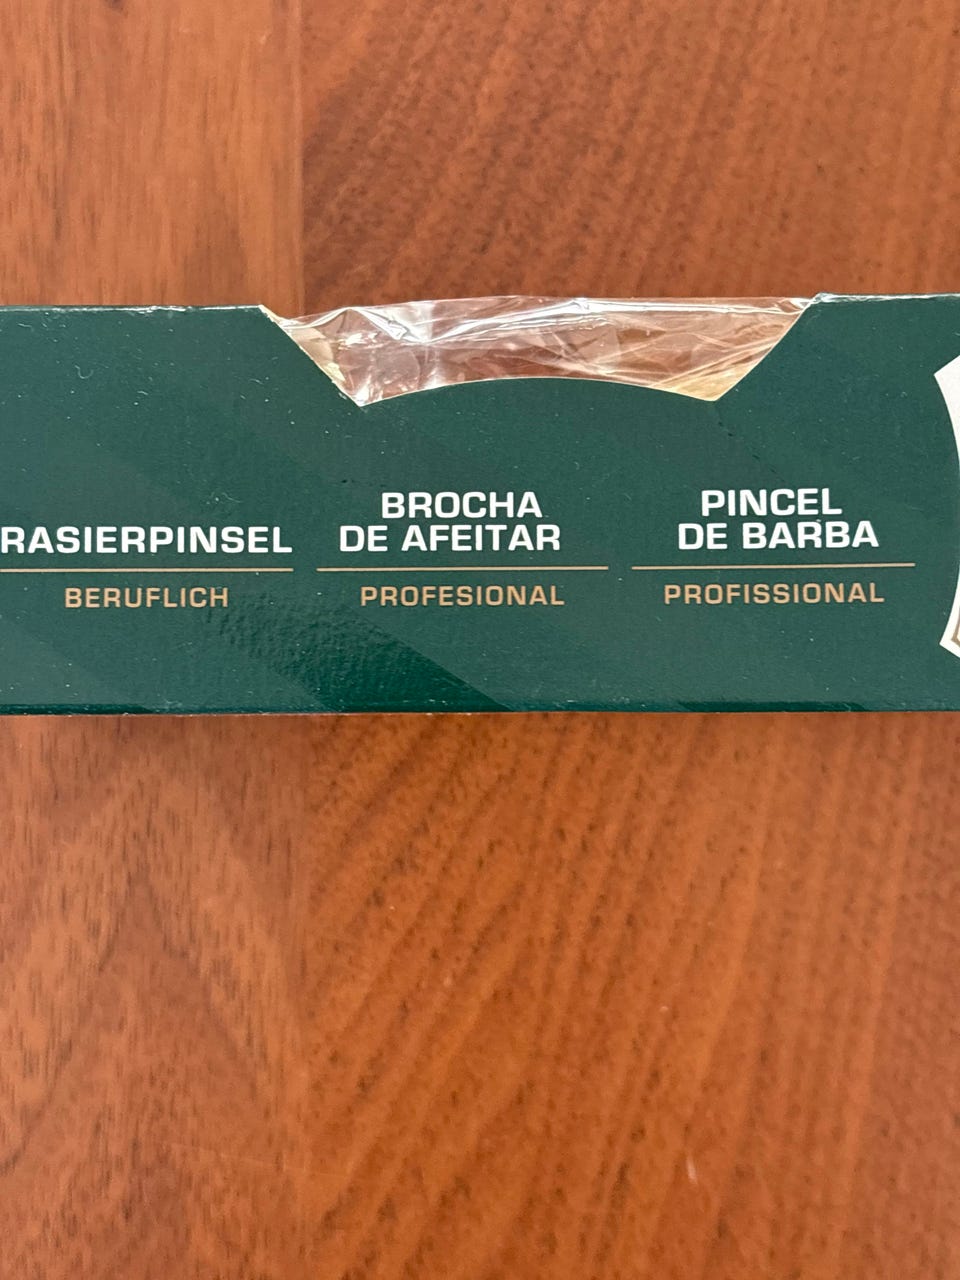 RASIERPINSEL
BERUFLICH
BROCHA
DE AFEITAR
PROFESIONAL
PINCEL
DE BARBA
PROFISSIONAL